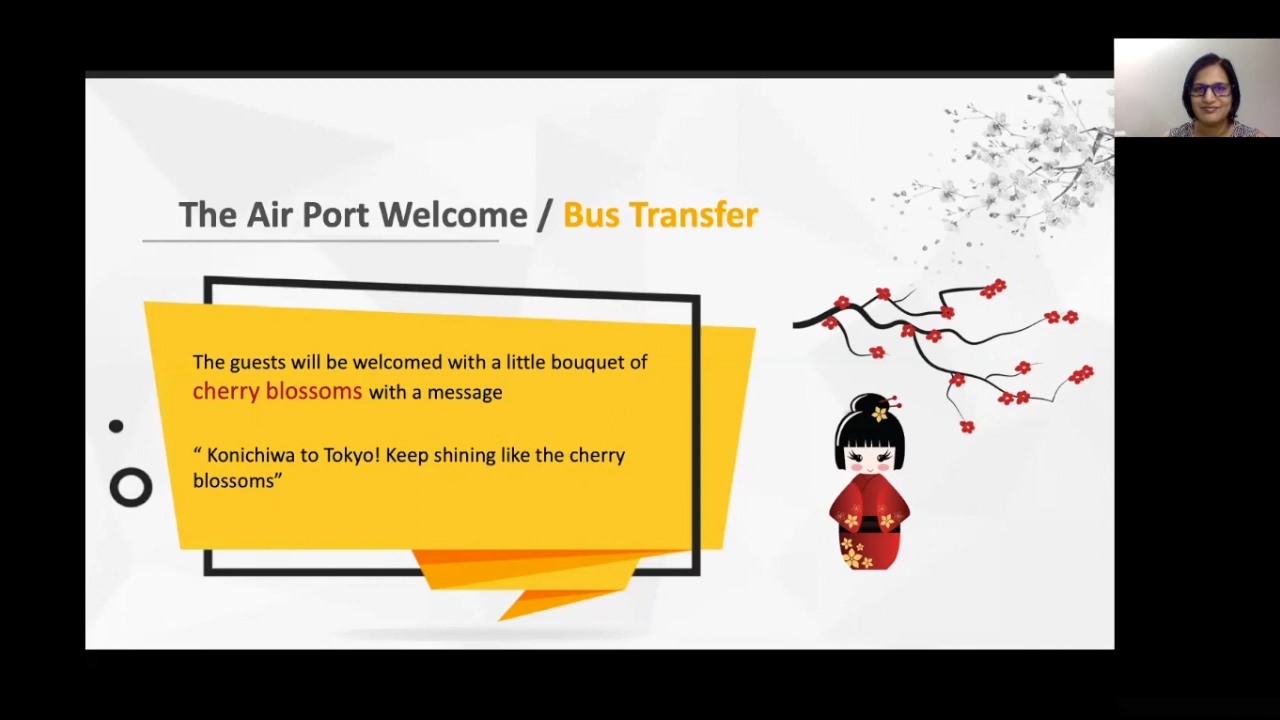 The Air Port Welcome / Bus Transfer
The guests will be welcomed with a little bouquet of
cherry blossoms with a message
“ Konichiwa to Tokyo! Keep shining like the cherry
blossoms”